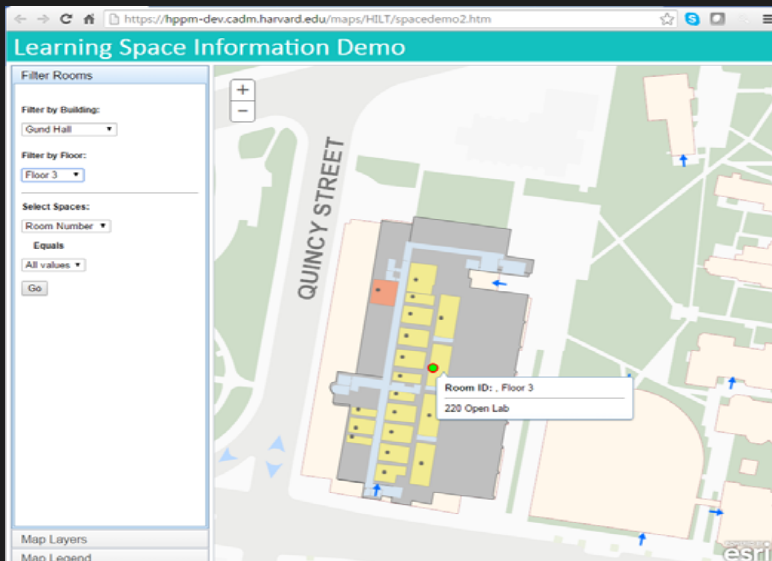 https://hppm-dev.cadm.harvard.edu/maps/HILT/spacedemo2.htm
Learning Space Information Demo
Filter Rooms
Filter by Building:
Gund Hall
Filter by Floor:
Floor 3
Select Spaces:
Room Number
Equals
All values
Go
Map Layers
Map Legend
+
−
QUINCY STREET
Room ID: , Floor 3
220 Open Lab
esri